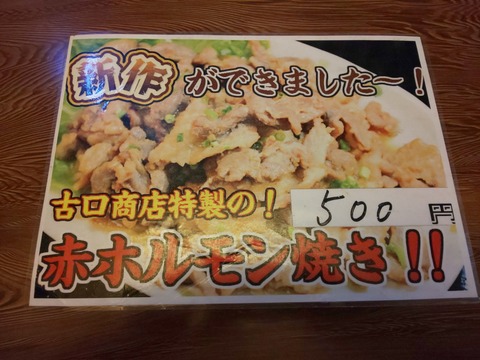 新作ができました〜!
古口商店特製の!
500円
赤ホルモン焼き!!